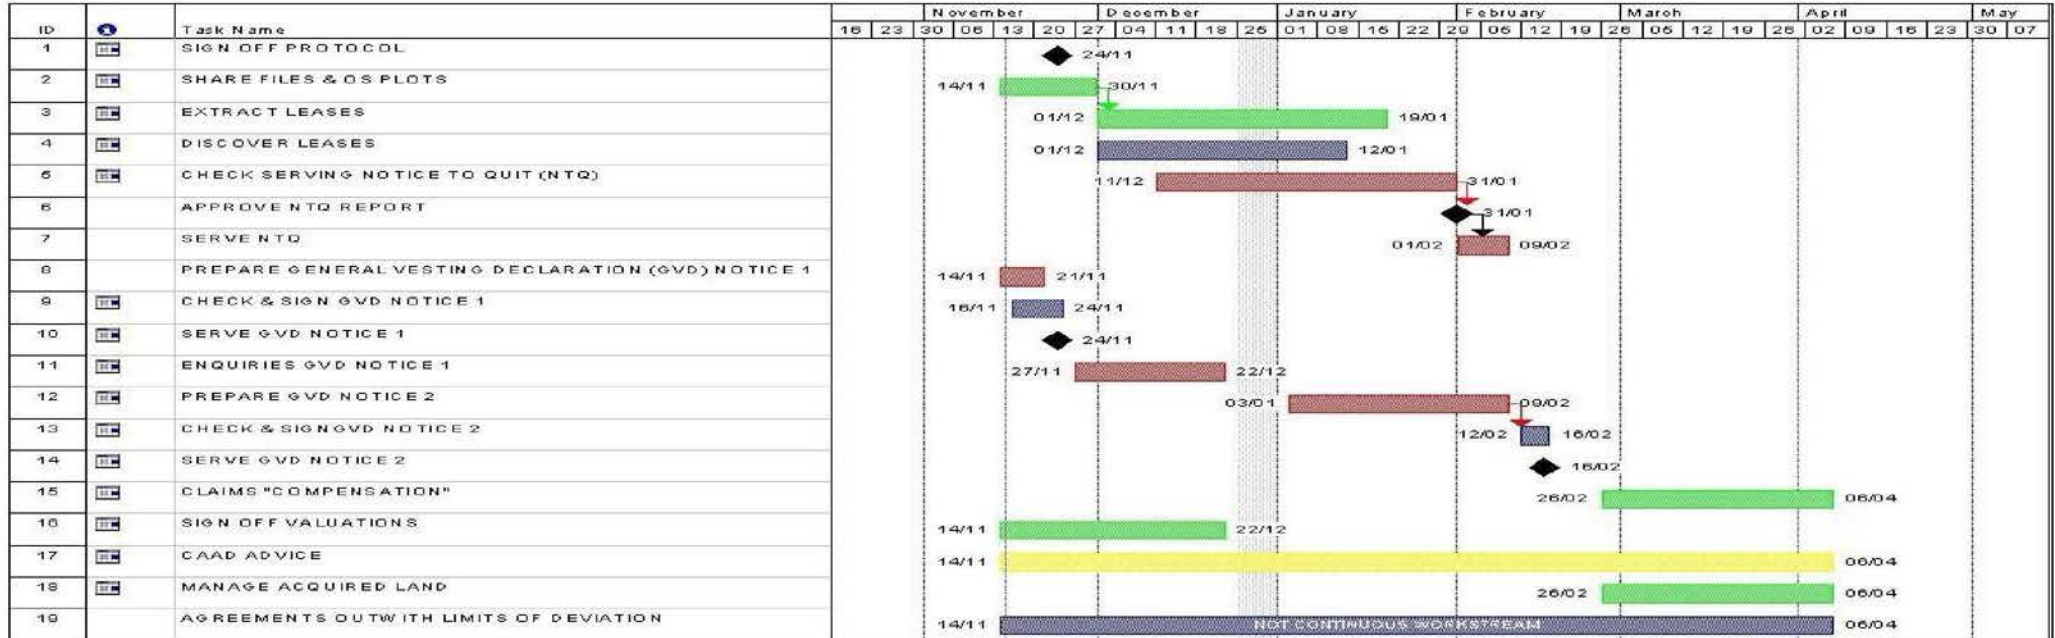 November December January February March April May
ID Task Name 16 23 30 06 13 20 27 04 11 18 25 01 08 15 22 29 05 12 19 26 05 12 19 26 02 09 16 23 30 07
1 SIGN OFF PROTOCOL 24/11
2 SHARE FILES & OS PLOTS 14/11 30/11
3 EXTRACT LEASES 01/12 19/01
4 DISCOVER LEASES 01/12 12/01
5 CHECK SERVING NOTICE TO QUIT (NTQ) 11/12 31/01
6 APPROVE NTQ REPORT 31/01
7 SERVE NTQ 01/02 09/02
8 PREPARE GENERAL VESTING DECLARATION (GVD) NOTICE 1 14/11 21/11
9 CHECK & SIGN GVD NOTICE 1 16/11 24/11
10 SERVE GVD NOTICE 1 24/11
11 ENQUIRIES GVD NOTICE 1 27/11 22/12
12 PREPARE GVD NOTICE 2 03/01 09/02
13 CHECK & SIGNGVD NOTICE 2 12/02 16/02
14 SERVE GVD NOTICE 2 16/02
15 CLAIMS "COMPENSATION" 26/02 06/04
16 SIGN OFF VALUATIONS 14/11 22/12
17 CAAD ADVICE 14/11 06/04
18 MANAGE ACQUIRED LAND 26/02 06/04
19 AGREEMENTS OUTWITH LIMITS OF DEVIATION 14/11 NOT CONTINUOUS WORKSTREAM 06/04